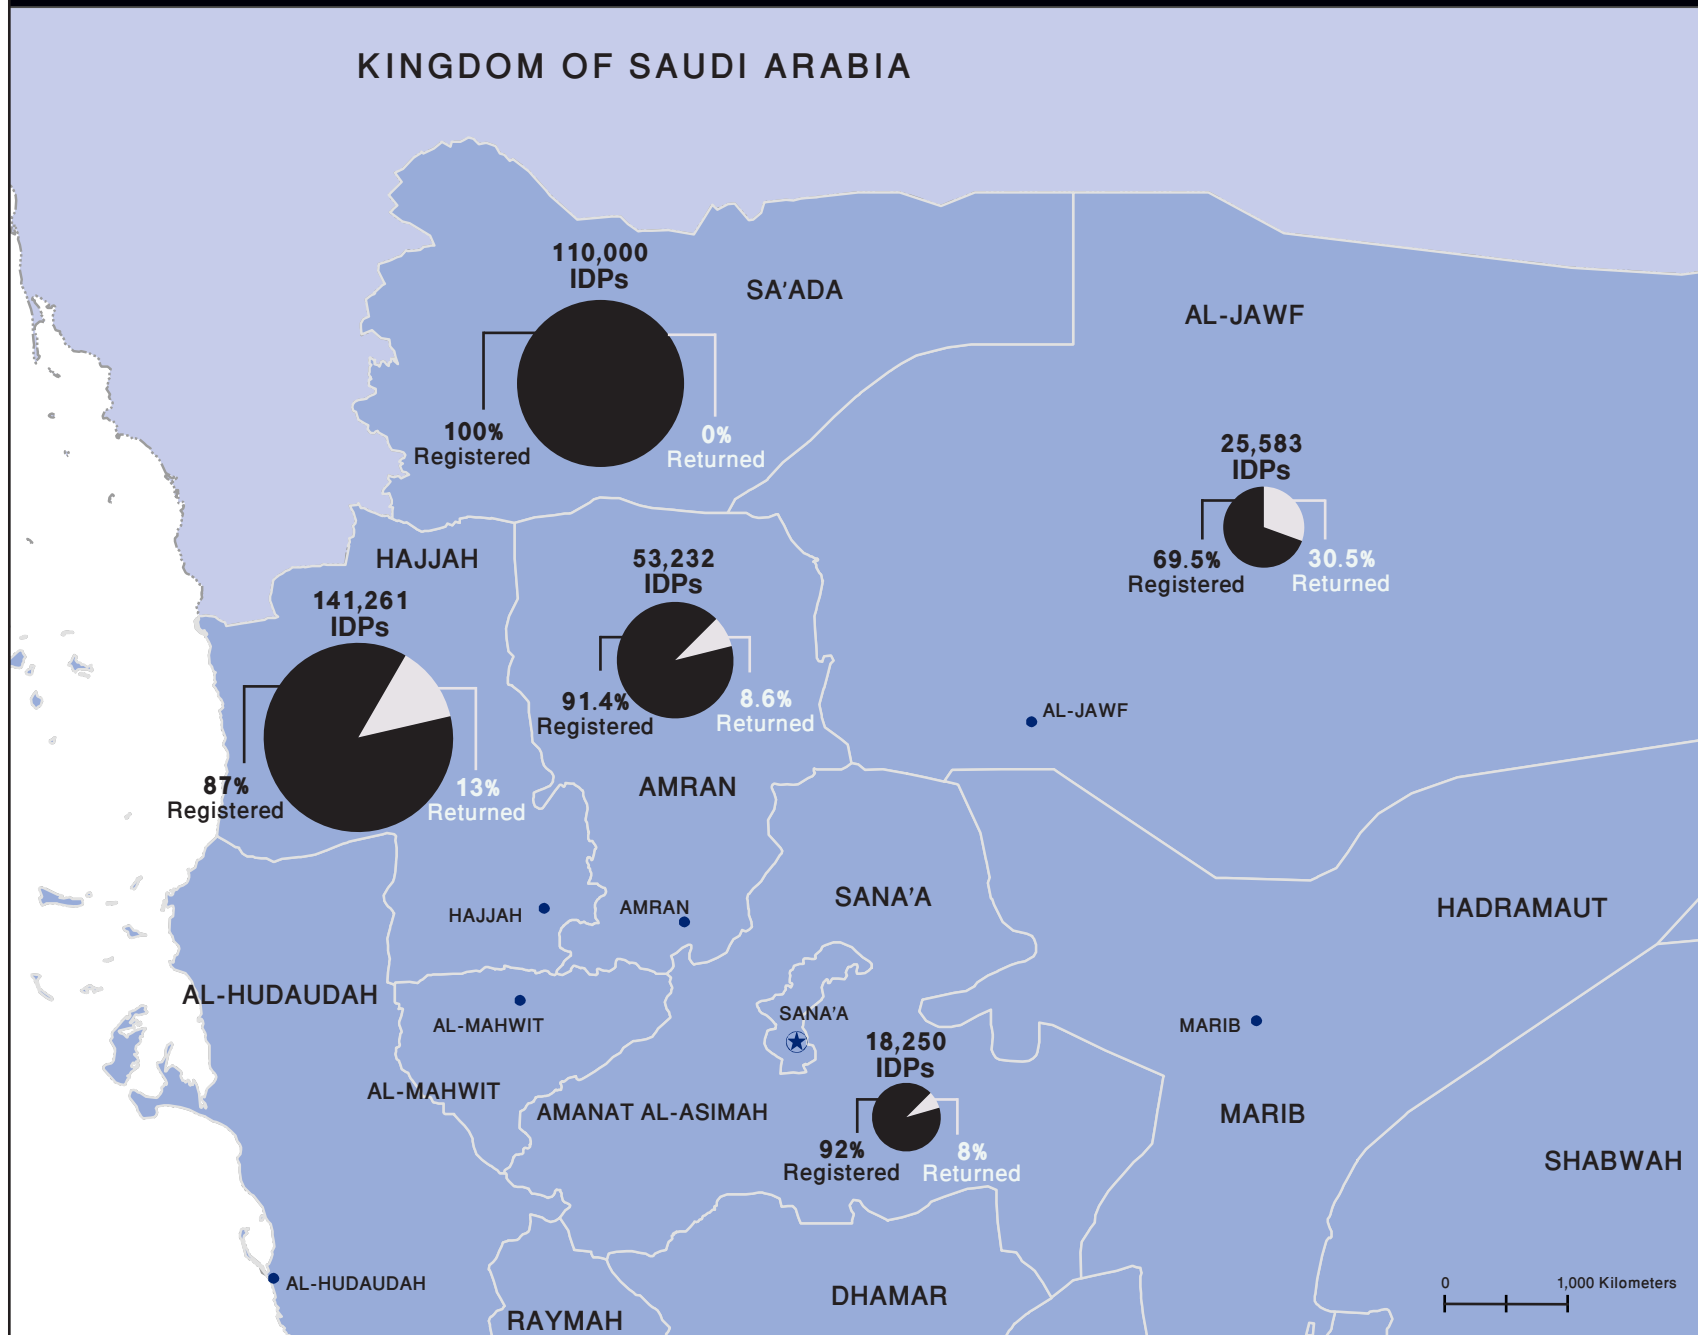 KINGDOM OF SAUDI ARABIA
110,000
IDPs
SA'ADA
AL-JAWF
100%
Registered
0%
Returned
25,583
IDPs
69.5%
Registered
30.5%
Returned
HAJJAH
141,261
IDPs
53,232
IDPs
91.4%
Registered
8.6%
Returned
87%
Registered
13%
Returned
AMRAN
AL-JAWF
SANA'A
HAJJAH
AMRAN
HADRAMAUT
AL-HUDAUDAH
AL-MAHWIT
SANA'A
MARIB
18,250
IDPs
AL-MAHWIT
AMANAT AL-ASIMAH
MARIB
92%
Registered
8%
Returned
SHABWAH
AL-HUDAUDAH
RAYMAH
DHAMAR
0 1,000 Kilometers